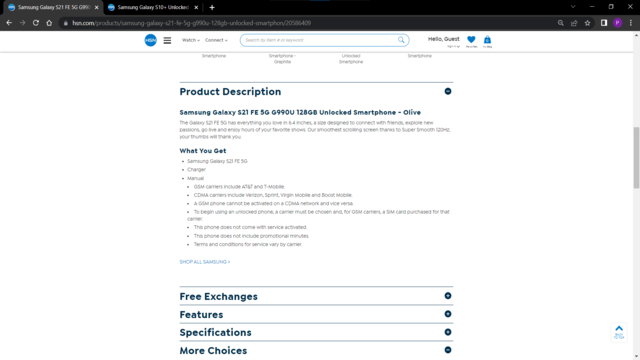 Samsung Galaxy S21 FE 5G G990U
Samsung Galaxy S10+ Unlocked
hsn.com/products/samsung-galaxy-s21-fe-5g-g990u-128gb-unlocked-smartphon/20586409
P
HSN
Watch
Connect
Search by item # or keyword
Hello, Guest
Smartphone
Smartphone -
Graphite
Unlocked
Smartphone
Smartphone
Product Description
Samsung Galaxy S21 FE 5G G990U 128GB Unlocked Smartphone - Olive
The Galaxy S21 FE 5G has everything you love in 6.4 inches, a size designed to connect with friends, explore new
passions, go live and enjoy hours of your favorite shows. Our smoothest scrolling screen thanks to Super Smooth 120Hz,
your thumbs will thank you.
What You Get
Samsung Galaxy S21 FE 5G
Charger
Manual
GSM carriers include AT&T and T-Mobile.
CDMA carriers include Verizon, Sprint, Virgin Mobile and Boost Mobile.
A GSM phone cannot be activated on a CDMA network and vice versa.
To begin using an unlocked phone, a carrier must be chosen and, for GSM carriers, a SIM card purchased for that
carrier.
This phone does not come with service activated.
This phone does not include promotional minutes.
Terms and conditions for service vary by carrier.
SHOP ALL SAMSUNG >
Free Exchanges
Features
Specifications
More Choices
BACK
TO TOP